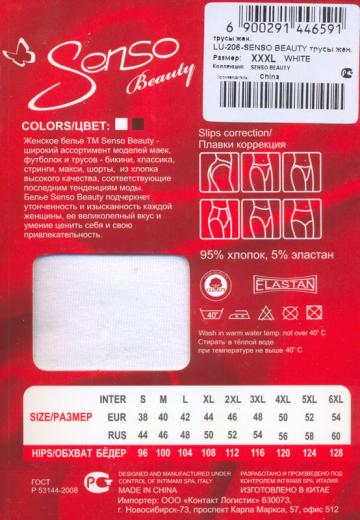 6 900291 446591
трусы жен.
LU-206-SENSO BEAUTY трусы жен.
Размер: XXXL WHITE
Коллекция: SENSO BEAUTY
Производитель China
Senso
Beauty
COLORS/ЦВЕТ:
Женское белье ТМ Senso Beauty -
широкий ассортимент моделей маек,
футболок и трусов - бикини, классика,
стринги, макси, шорты, из хлопка
высокого качества, соответствующие
последним тенденциям моды.
Белье Senso Beauty подчеркнет
утонченность и изысканность каждой
женщины, ее великолепный вкус и
умение ценить себя и свою
привлекательность.
Slips correction/
Плавки коррекция
95% хлопок, 5% эластан
ELASTAN
40°
Wash in warm water temp. not over 40˚C
Стирать в тёплой воде
при температуре не выше 40˚C
INTER S M L XL 2XL 3XL 4XL 5XL 6XL
SIZE/РАЗМЕР EUR 38 40 42 44 46 48 50 52 54
RUS 44 46 48 50 52 54 56 58 60
HIPS/ОБХВАТ БЁДЕР 96 100 104 108 112 116 120 124 128
ГОСТ
Р 53144-2008
DESIGNED AND MANUFACTURED UNDER
CONTROL OF INTIMAMI SPA, ITALY
MADE IN CHINA
РАЗРАБОТАНО И ПРОИЗВЕДЕНО ПОД
КОНТРОЛЕМ INTIMAMI SPA, ИТАЛИЯ
ИЗГОТОВЛЕНО В КИТАЕ
Импортер: ООО «Контакт Логистик» 630073,
г. Новосибирск-73, проспект Карла Маркса, 57, офис 512